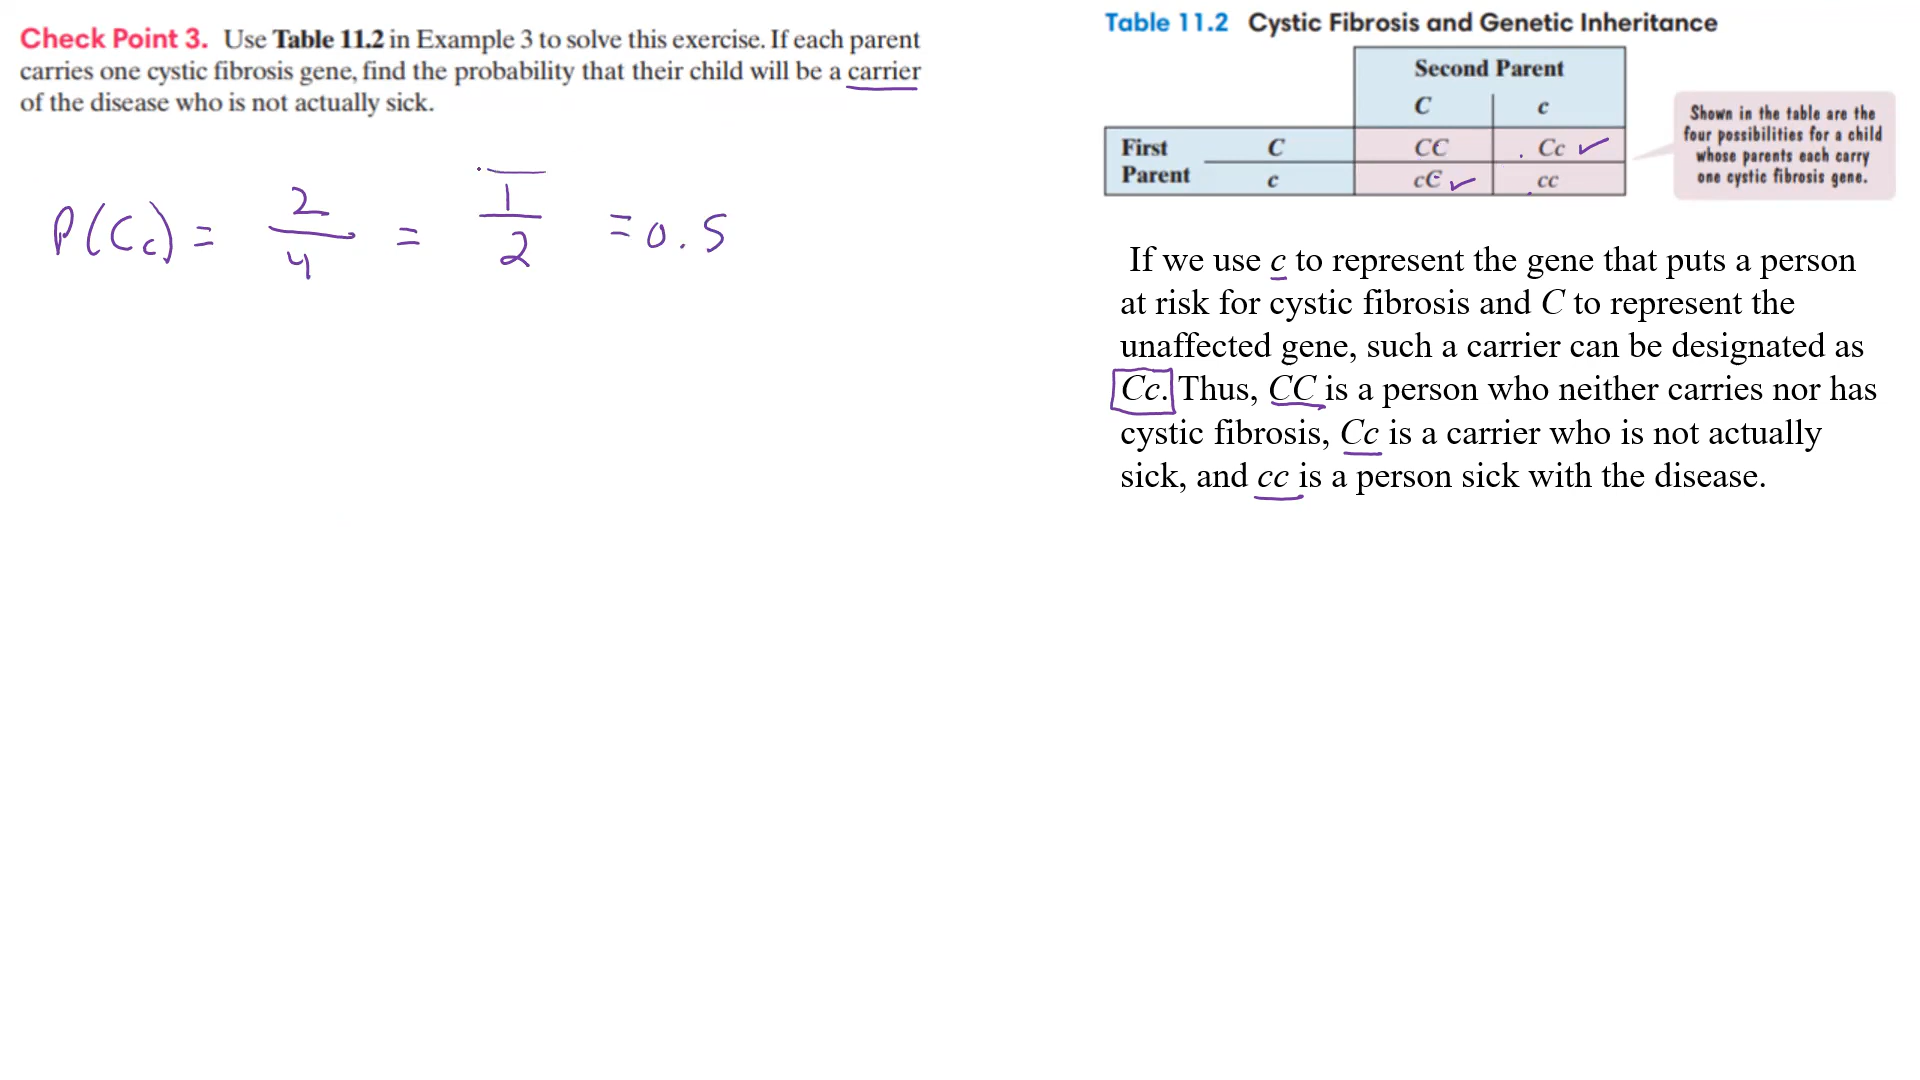 Check Point 3. Use Table 11.2 in Example 3 to solve this exercise. If each parent
carries one cystic fibrosis gene, find the probability that their child will be a carrier
of the disease who is not actually sick.
P(Cc) = 2/4 = 1/2 = 0.5
Table 11.2 Cystic Fibrosis and Genetic Inheritance
Second Parent
C c
First Parent C CC Cc ✓
c cC ✓ cc
Shown in the table are the
four possibilities for a child
whose parents each carry
one cystic fibrosis gene.
If we use c to represent the gene that puts a person
at risk for cystic fibrosis and C to represent the
unaffected gene, such a carrier can be designated as
Cc. Thus, CC is a person who neither carries nor has
cystic fibrosis, Cc is a carrier who is not actually
sick, and cc is a person sick with the disease.